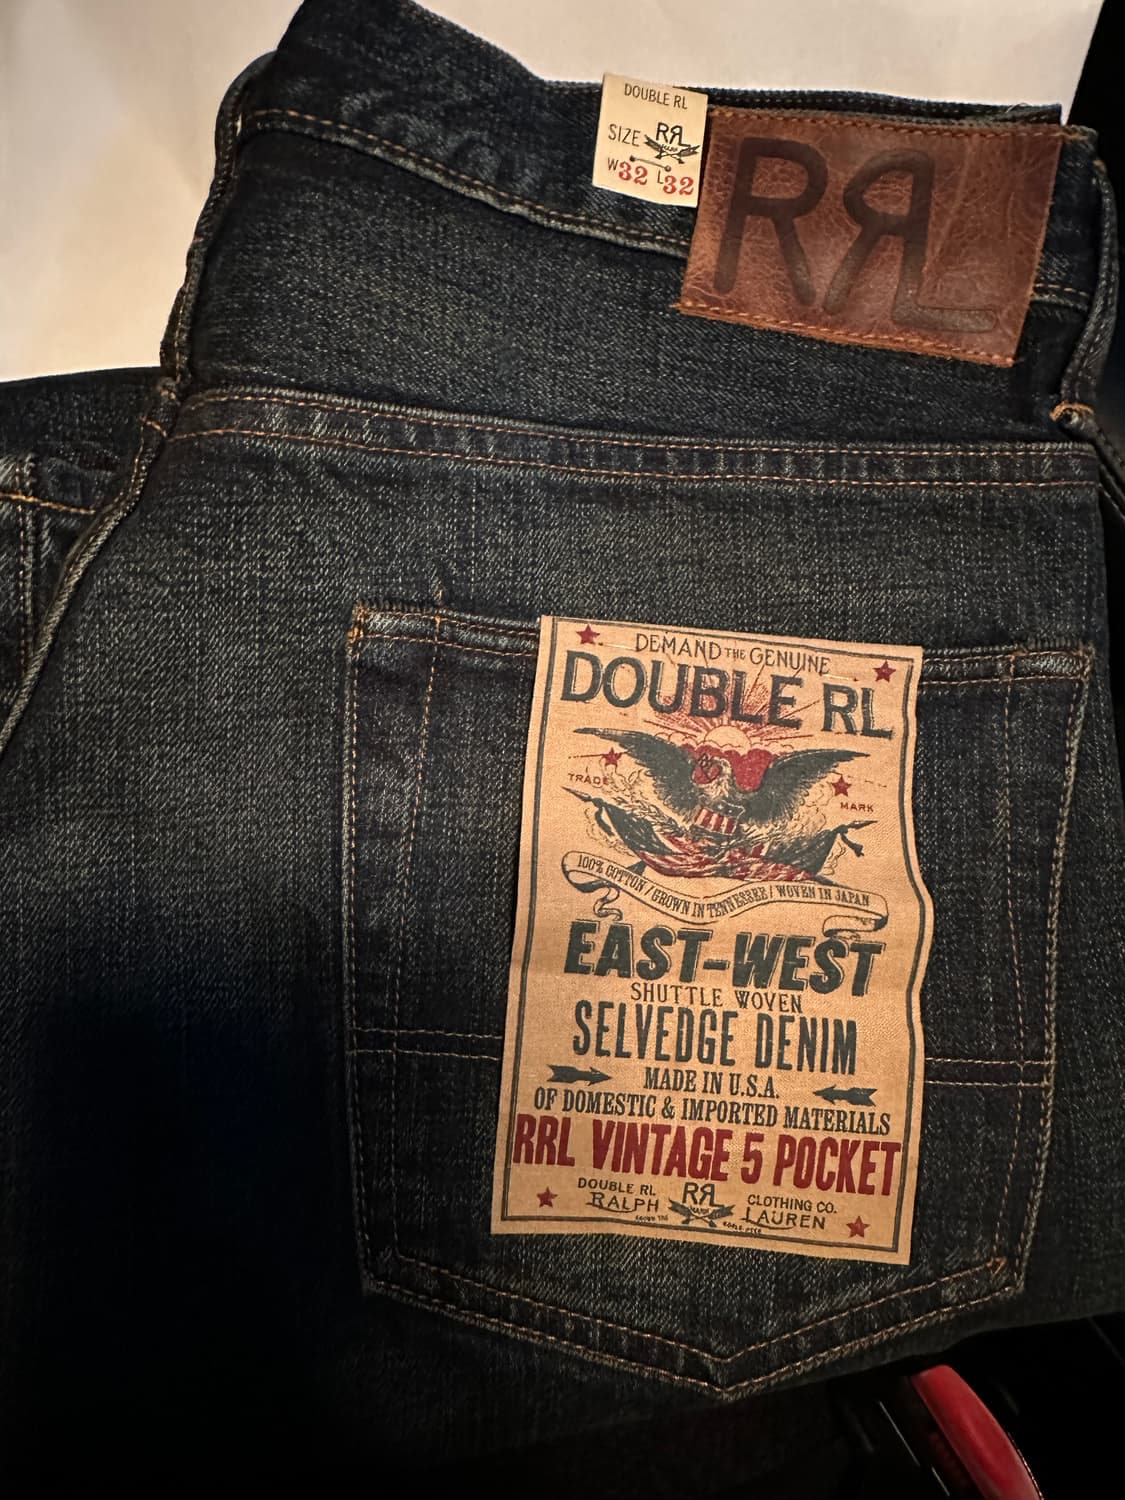 DOUBLE RL
SIZE RRL
W32 L32
RRL
DEMAND THE GENUINE
DOUBLE RL
TRADE MARK
100% COTTON / GROWN IN TENNESSEE / WOVEN IN JAPAN
EAST-WEST
SHUTTLE WOVEN
SELVEDGE DENIM
MADE IN U.S.A.
OF DOMESTIC & IMPORTED MATERIALS
RRL VINTAGE 5 POCKET
DOUBLE RL RRL CLOTHING CO.
RALPH LAUREN